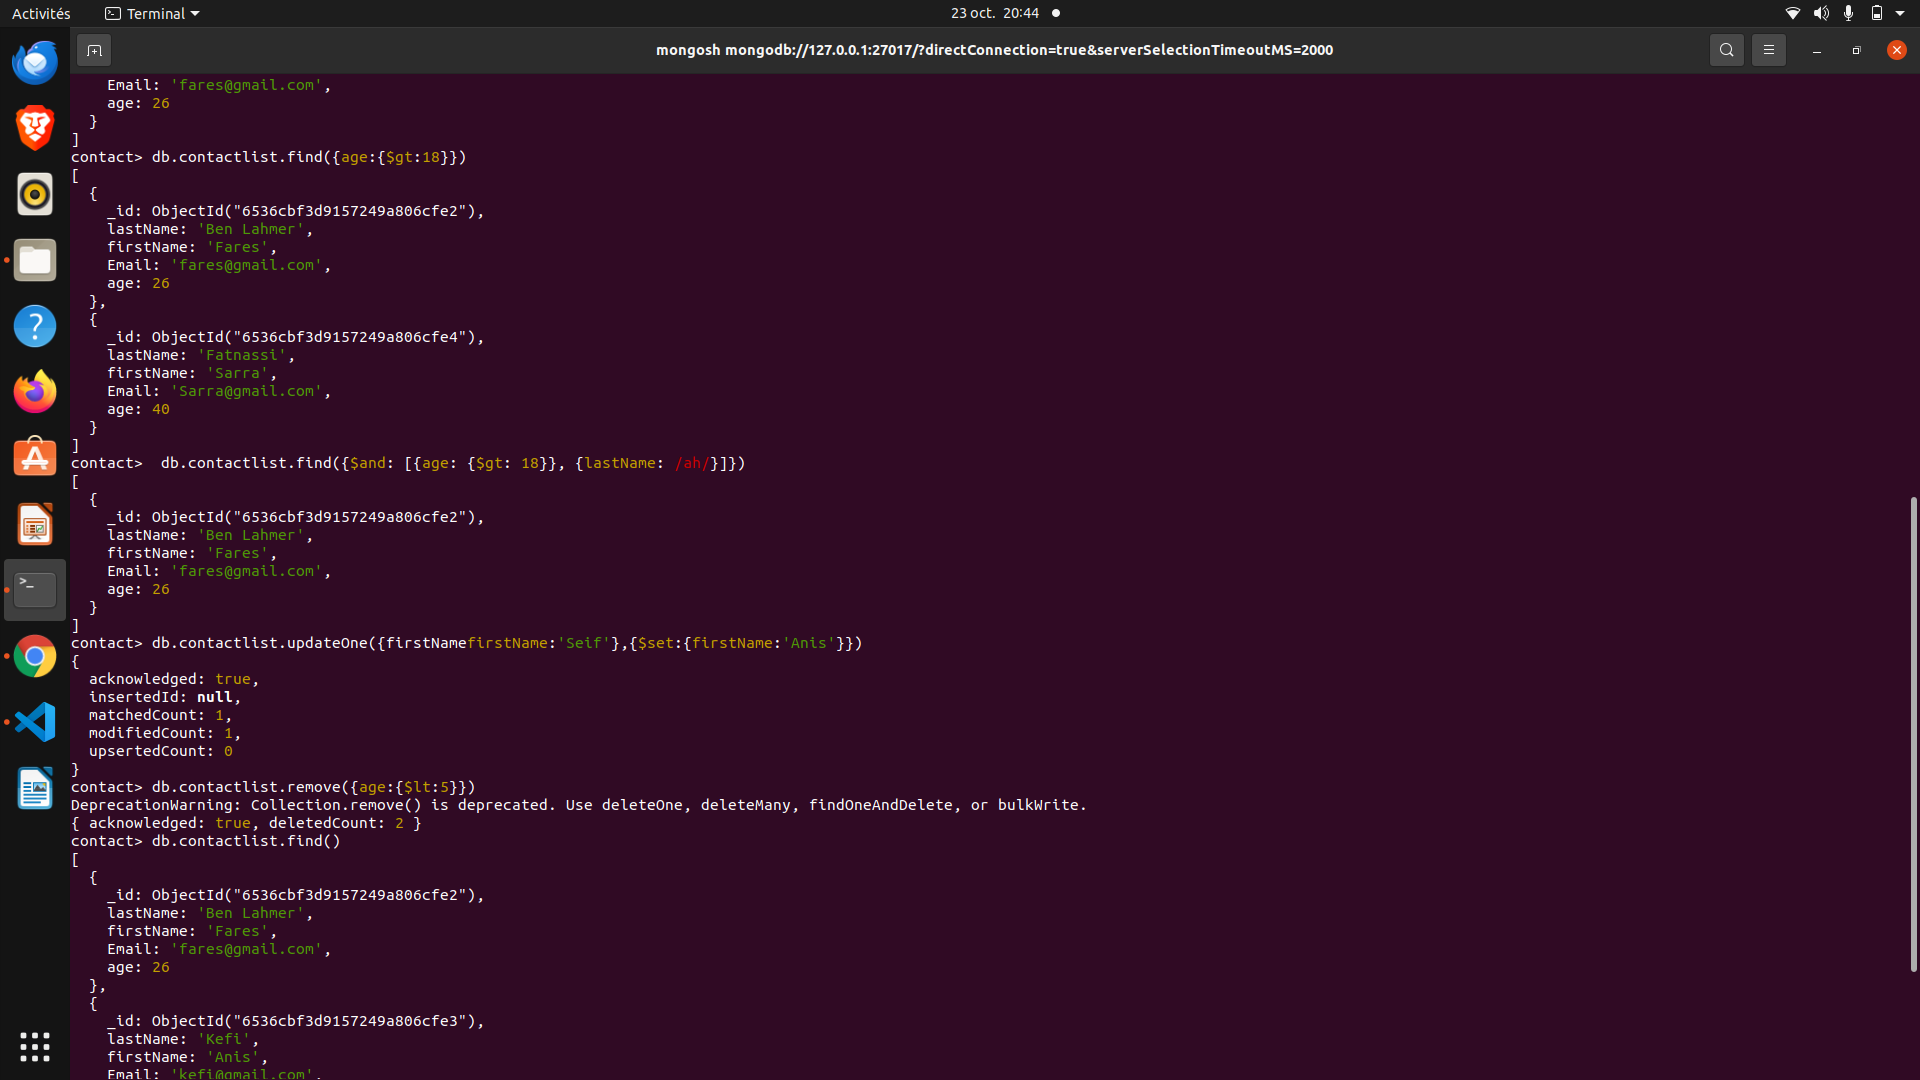 Activités
Terminal
23 oct. 20:44
mongosh mongodb://127.0.0.1:27017/?directConnection=true&serverSelectionTimeoutMS=2000
    Email: 'fares@gmail.com',
    age: 26
  }
]
contact> db.contactlist.find({age:{$gt:18}})
[
  {
    _id: ObjectId("6536cbf3d9157249a806cfe2"),
    lastName: 'Ben Lahmer',
    firstName: 'Fares',
    Email: 'fares@gmail.com',
    age: 26
  },
  {
    _id: ObjectId("6536cbf3d9157249a806cfe4"),
    lastName: 'Fatnassi',
    firstName: 'Sarra',
    Email: 'Sarra@gmail.com',
    age: 40
  }
]
contact>  db.contactlist.find({$and: [{age: {$gt: 18}}, {lastName: /ah/}]})
[
  {
    _id: ObjectId("6536cbf3d9157249a806cfe2"),
    lastName: 'Ben Lahmer',
    firstName: 'Fares',
    Email: 'fares@gmail.com',
    age: 26
  }
]
contact> db.contactlist.updateOne({firstNamefirstName:'Seif'},{$set:{firstName:'Anis'}})
{
  acknowledged: true,
  insertedId: null,
  matchedCount: 1,
  modifiedCount: 1,
  upsertedCount: 0
}
contact> db.contactlist.remove({age:{$lt:5}})
DeprecationWarning: Collection.remove() is deprecated. Use deleteOne, deleteMany, findOneAndDelete, or bulkWrite.
{ acknowledged: true, deletedCount: 2 }
contact> db.contactlist.find()
[
  {
    _id: ObjectId("6536cbf3d9157249a806cfe2"),
    lastName: 'Ben Lahmer',
    firstName: 'Fares',
    Email: 'fares@gmail.com',
    age: 26
  },
  {
    _id: ObjectId("6536cbf3d9157249a806cfe3"),
    lastName: 'Kefi',
    firstName: 'Anis',
    Email: 'kefi@gmail.com',